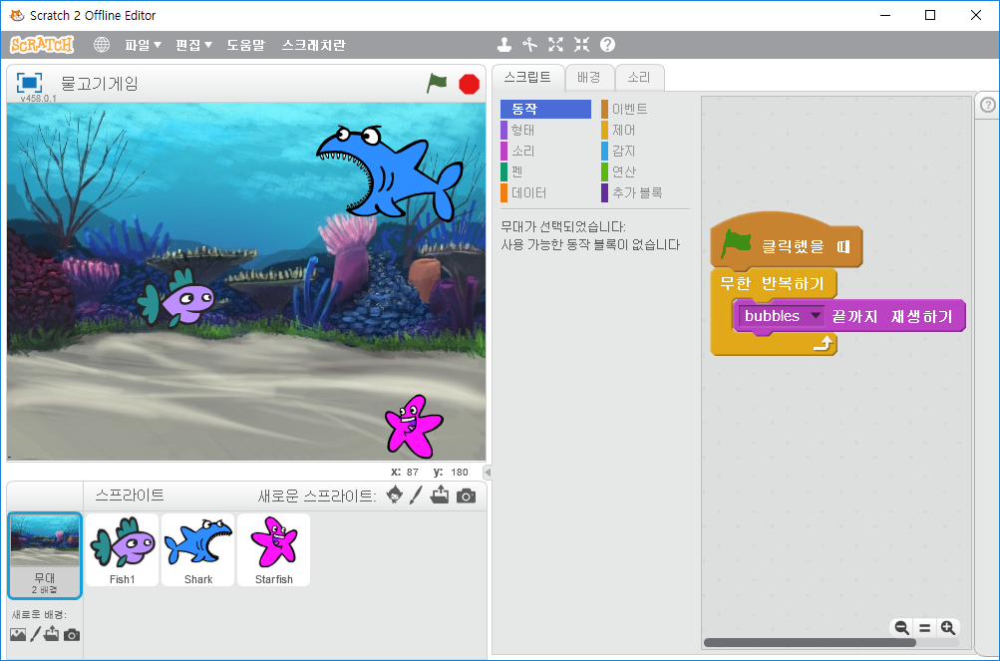 Scratch 2 Offline Editor
SCRATCH 파일 편집 도움말 스크래치란
물고기게임
v458.0.1
스크립트 배경 소리
동작 이벤트
형태 제어
소리 감지
펜 연산
데이터 추가 블록
무대가 선택되었습니다:
사용 가능한 동작 블록이 없습니다
클릭했을 때
무한 반복하기
bubbles 끝까지 재생하기
x: 87 y: 180
스프라이트 새로운 스프라이트:
무대
2 배경
Fish1 Shark Starfish
새로운 배경: